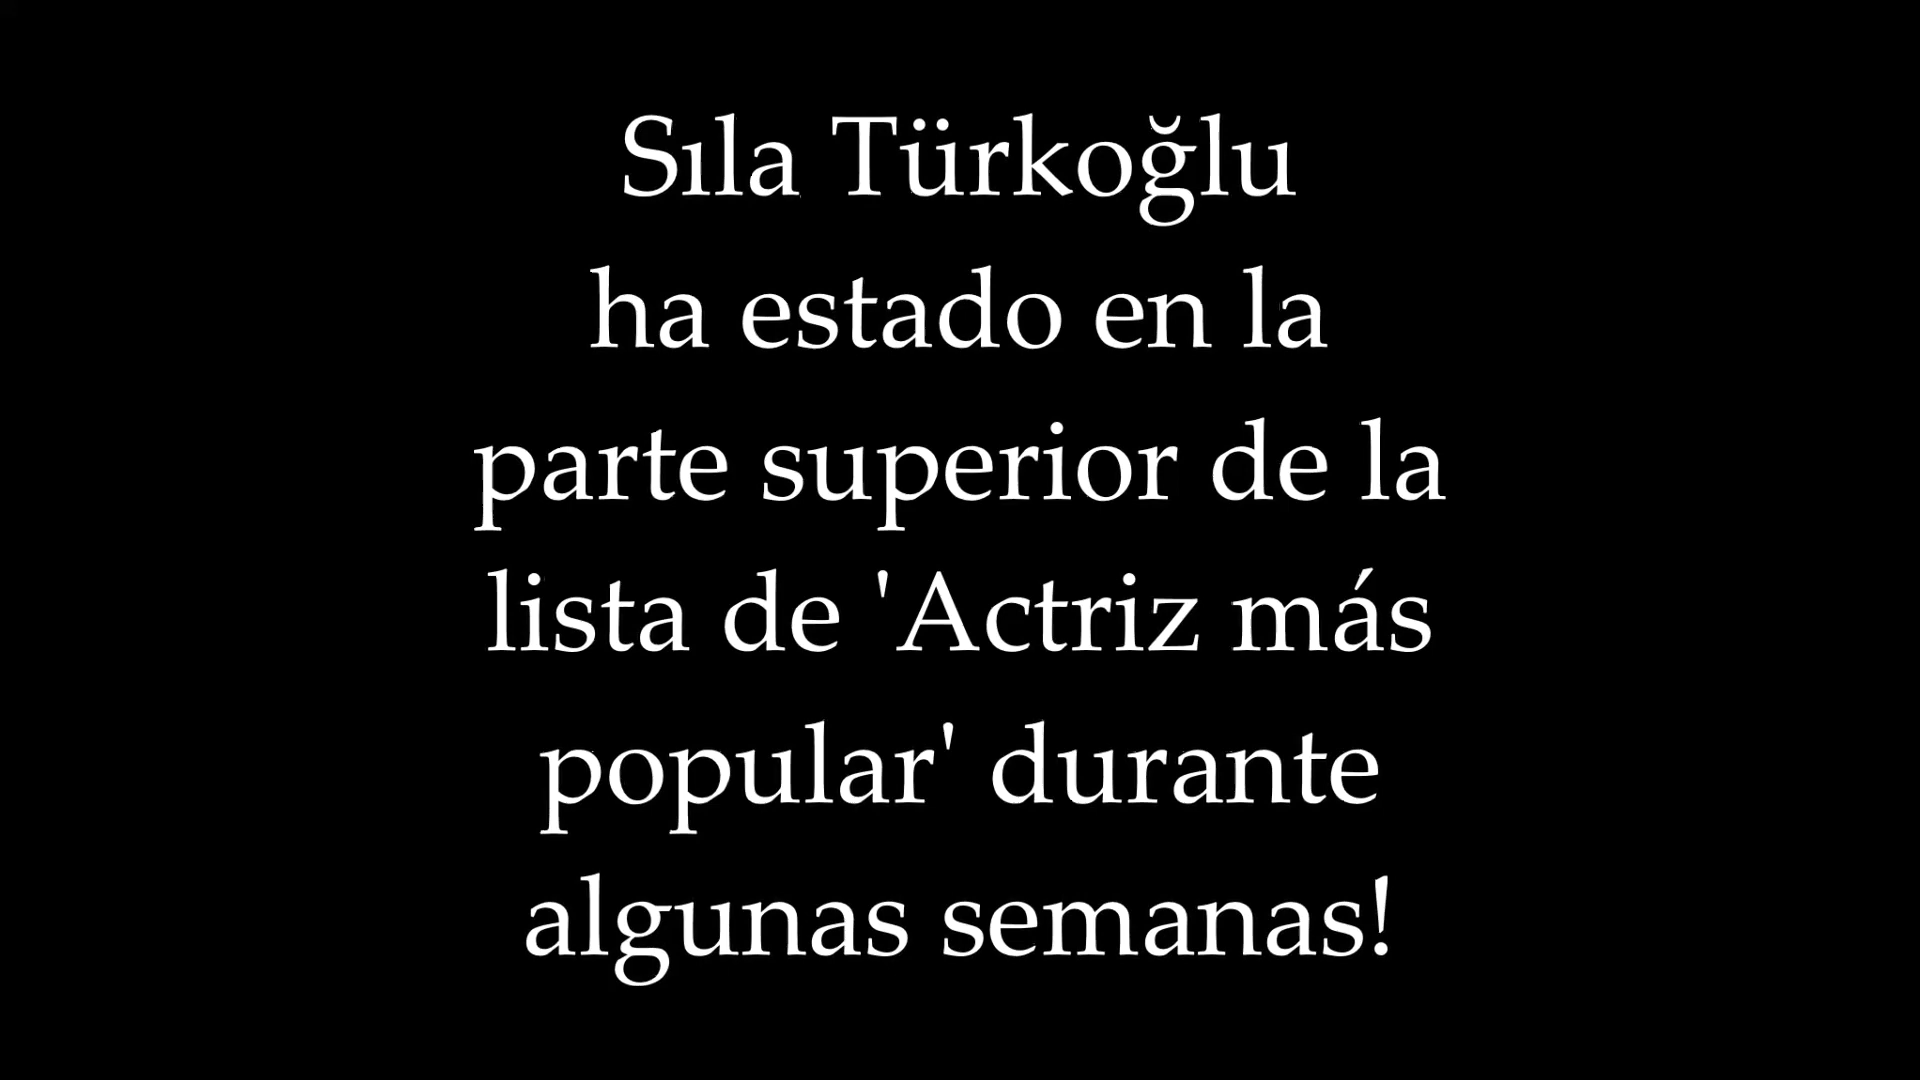 Sıla Türkoğlu
ha estado en la
parte superior de la
lista de 'Actriz más
popular' durante
algunas semanas!